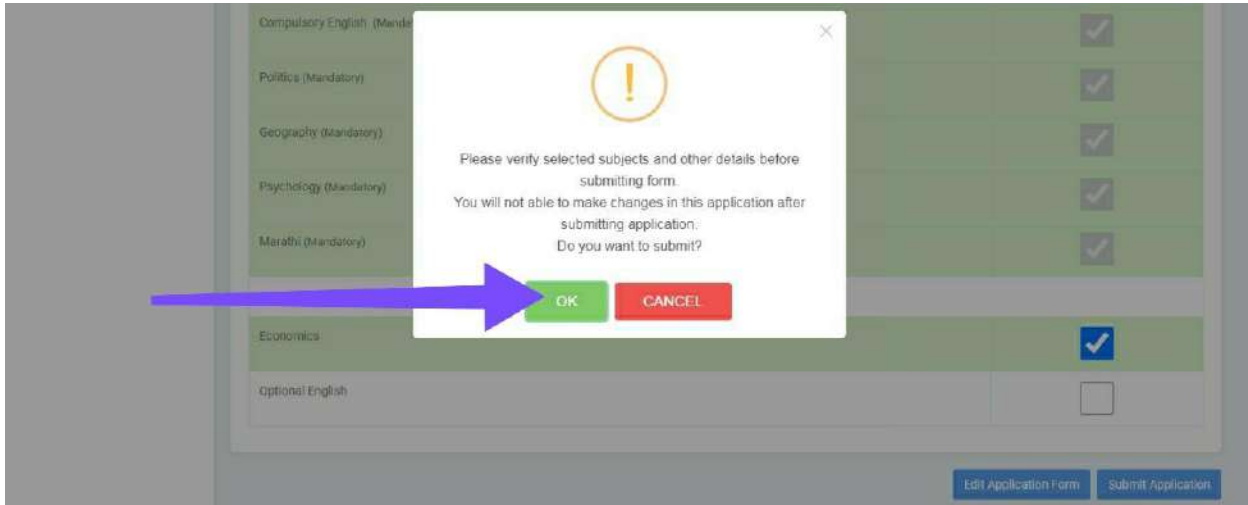 Compulsory English (Manda
×
Politics (Mandatory)
!
Geography (Mandatory)
Please verify selected subjects and other details before
submitting form.
Psychology (Mandatory)
You will not able to make changes in this application after
submitting application.
Marathi (Mandatory)
Do you want to submit?
OK
CANCEL
Economics
Optional English
Edit Application Form
Submit Application